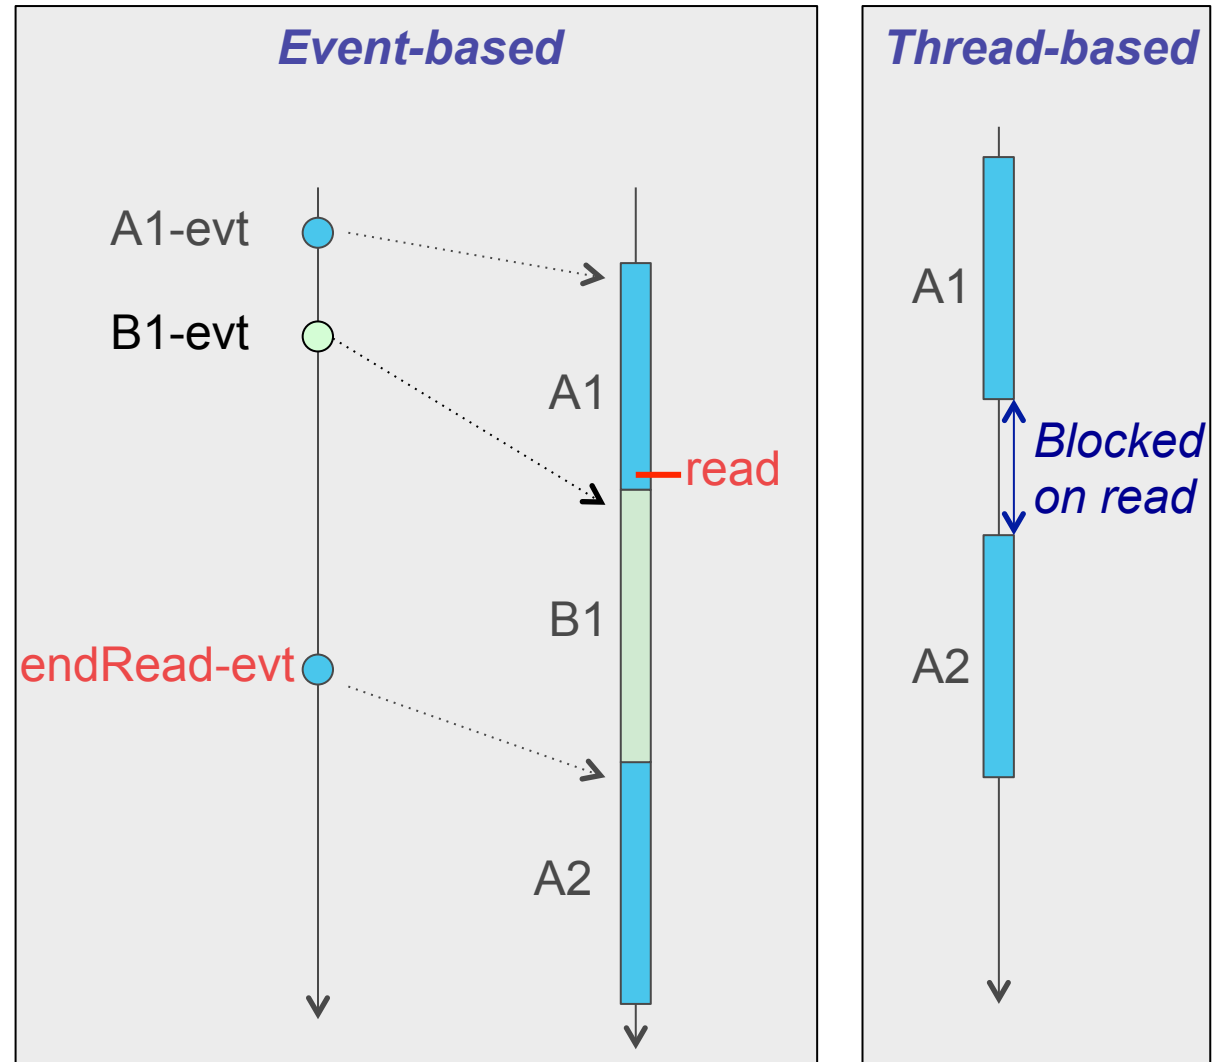 Event-based
A1-evt
B1-evt
A1
read
B1
endRead-evt
A2
Thread-based
A1
Blocked
on read
A2